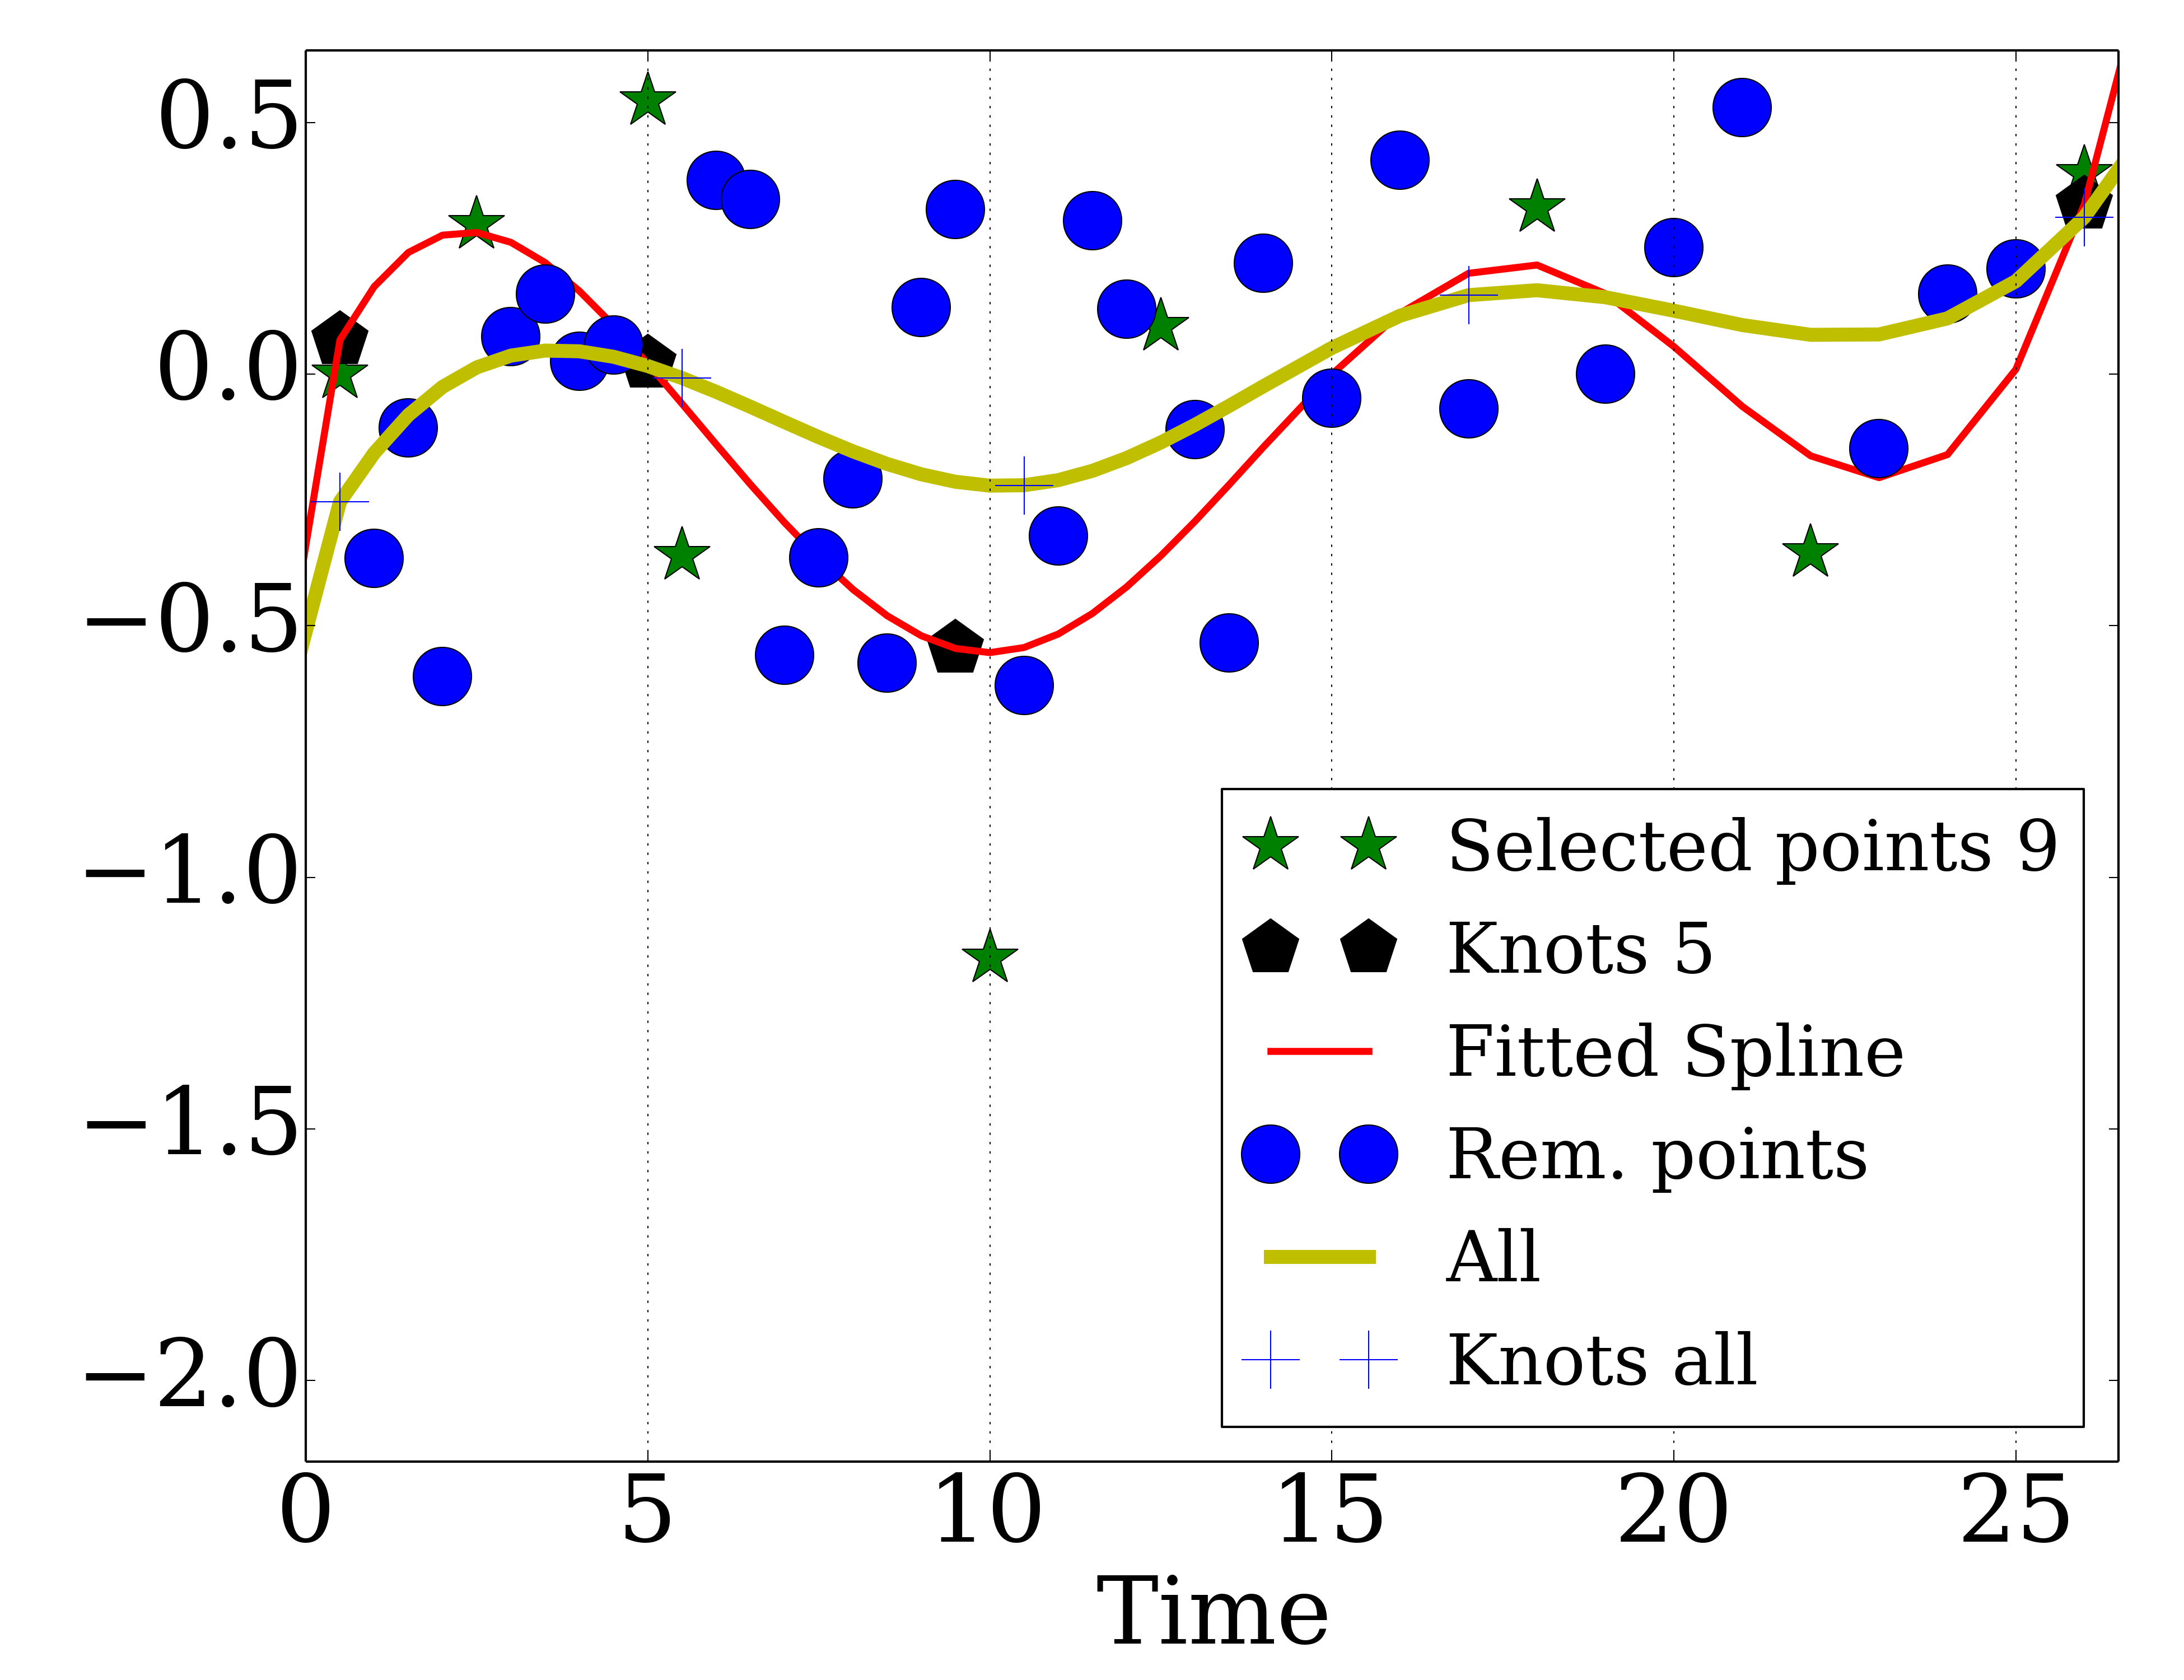 0.5
0.0
−0.5
−1.0
−1.5
−2.0
Selected points 9
Knots 5
Fitted Spline
Rem. points
All
Knots all
0 5 10 15 20 25
Time